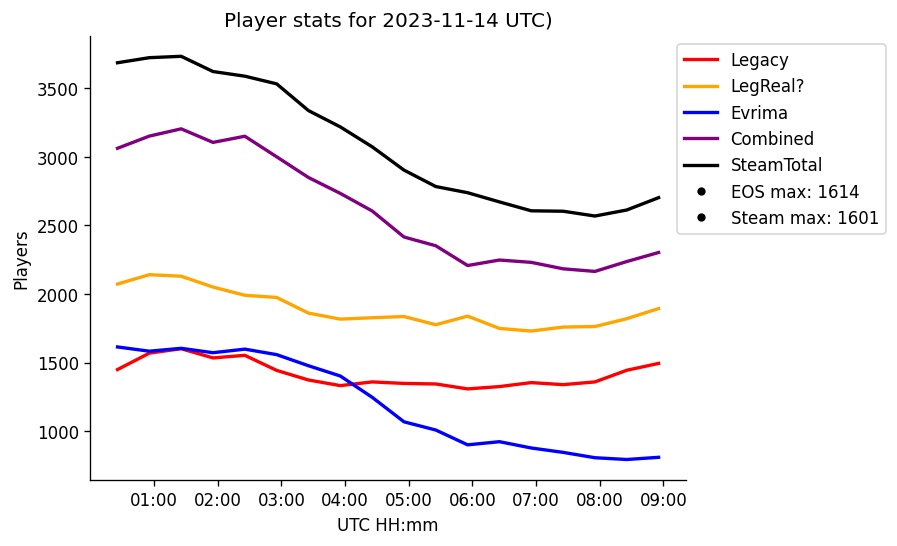 Player stats for 2023-11-14 UTC)
Legacy
LegReal?
Evrima
Combined
SteamTotal
EOS max: 1614
Steam max: 1601
Players
3500
3000
2500
2000
1500
1000
01:00 02:00 03:00 04:00 05:00 06:00 07:00 08:00 09:00
UTC HH:mm